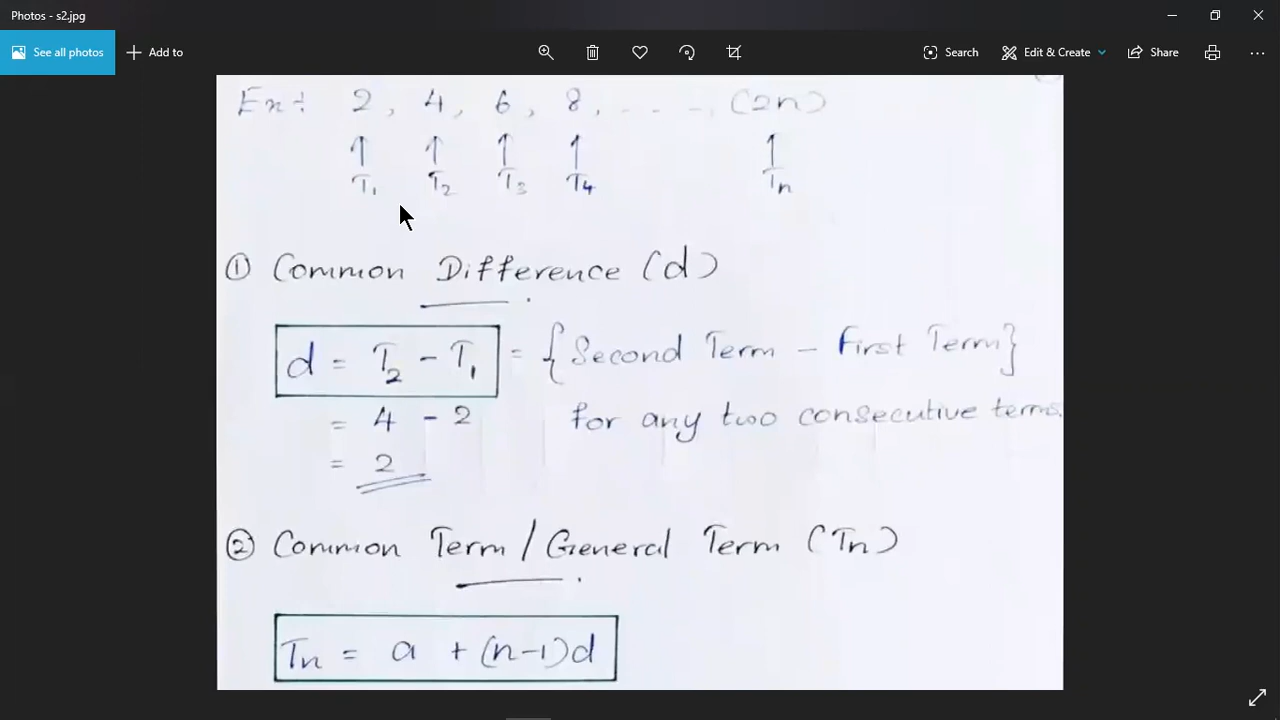 Photos - s2.jpg
See all photos
Add to
Search
Edit & Create
Share
Ex: 2, 4, 6, 8, . . . ., (2n)
↑ ↑ ↑ ↑ ↑
T₁ T₂ T₃ T₄ Tn
① Common Difference (d)
d = T₂ - T₁ = {Second Term - First Term}
= 4 - 2 for any two consecutive terms.
= 2
② Common Term / General Term (Tn)
Tn = a + (n-1)d